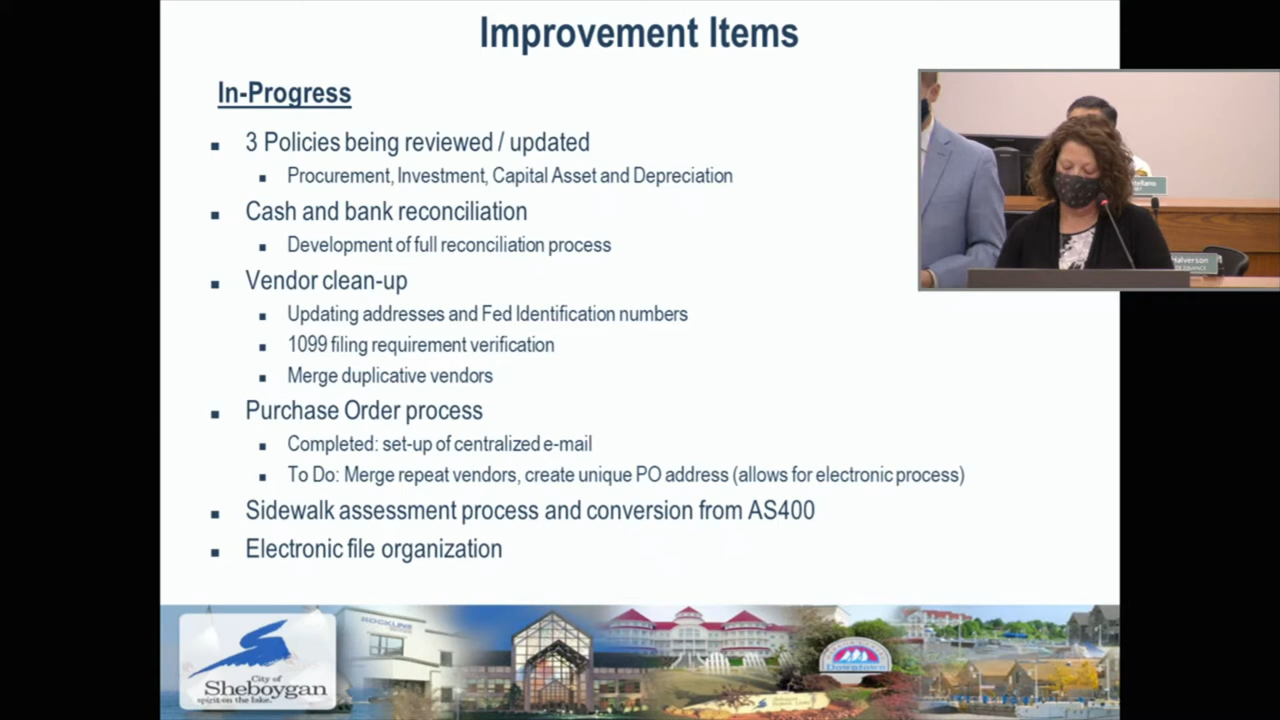 Improvement Items
In-Progress
3 Policies being reviewed / updated
Procurement, Investment, Capital Asset and Depreciation
Cash and bank reconciliation
Development of full reconciliation process
Vendor clean-up
Updating addresses and Fed Identification numbers
1099 filing requirement verification
Merge duplicative vendors
Purchase Order process
Completed: set-up of centralized e-mail
To Do: Merge repeat vendors, create unique PO address (allows for electronic process)
Sidewalk assessment process and conversion from AS400
Electronic file organization
Halverson
ROCKLINE
Downtown
City of
Sheboygan
spirit on the lake.